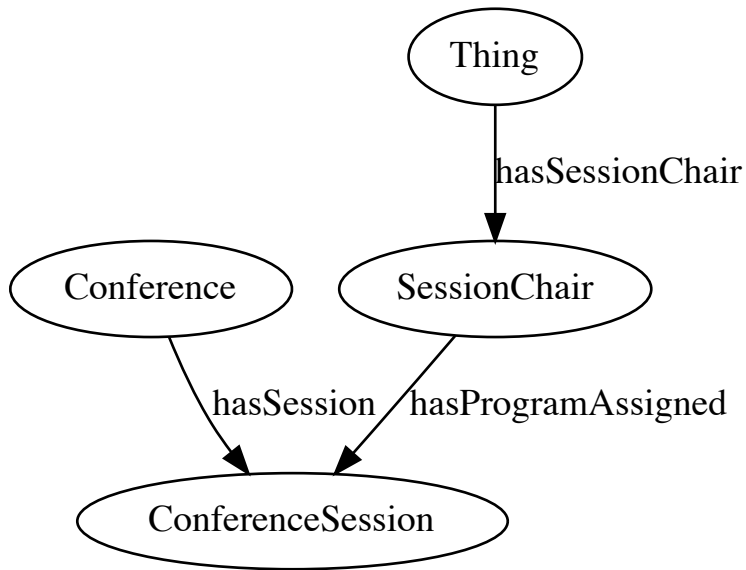 Thing
hasSessionChair
Conference
SessionChair
hasSession
hasProgramAssigned
ConferenceSession